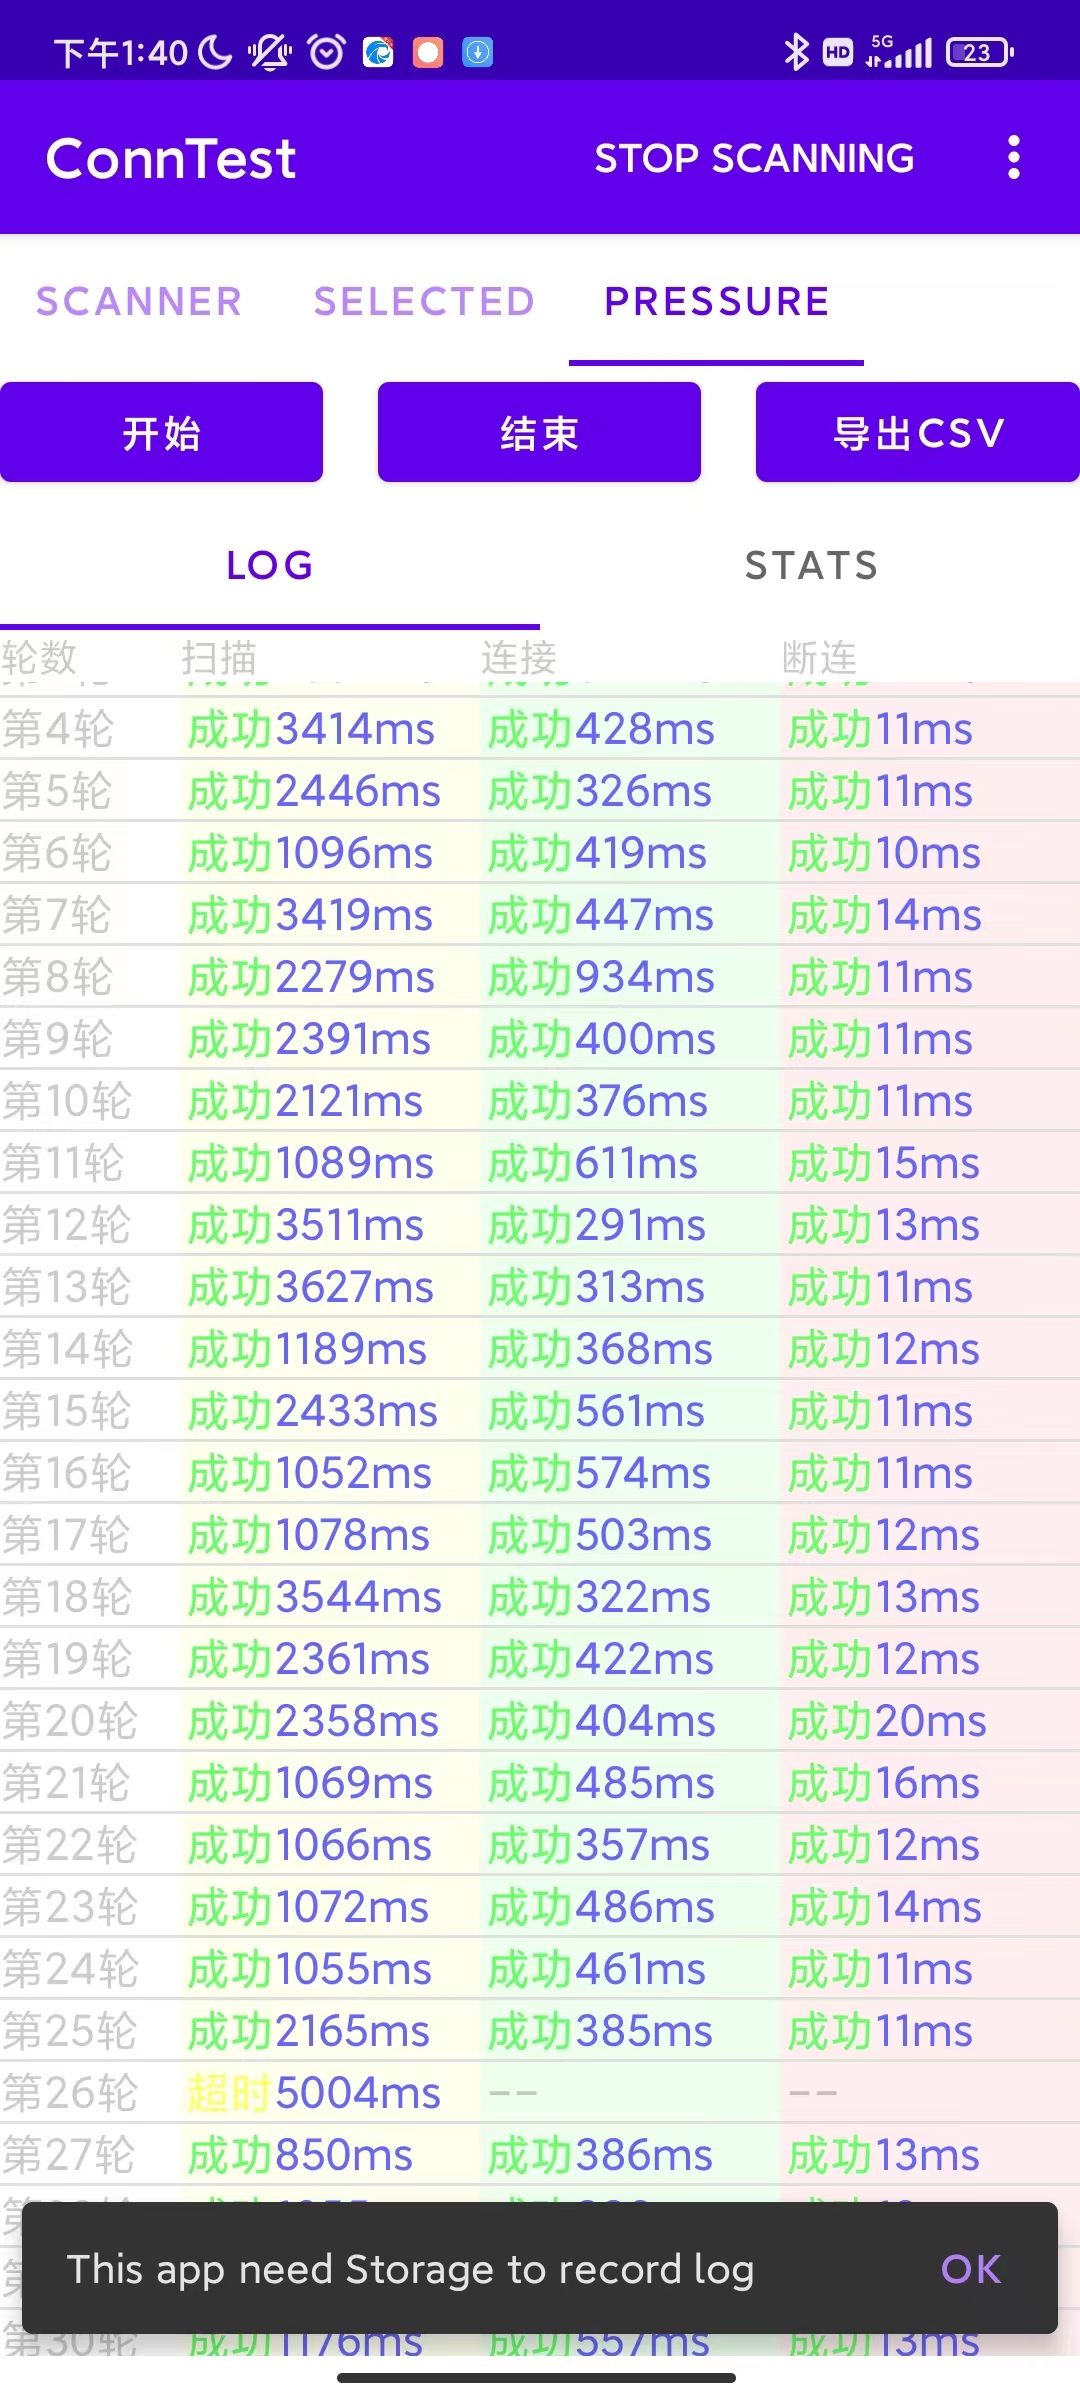 下午1:40 HD 5G 23
ConnTest STOP SCANNING
SCANNER SELECTED PRESSURE
开始 结束 导出CSV
LOG STATS
轮数 扫描 连接 断连
第4轮 成功3414ms 成功428ms 成功11ms
第5轮 成功2446ms 成功326ms 成功11ms
第6轮 成功1096ms 成功419ms 成功10ms
第7轮 成功3419ms 成功447ms 成功14ms
第8轮 成功2279ms 成功934ms 成功11ms
第9轮 成功2391ms 成功400ms 成功11ms
第10轮 成功2121ms 成功376ms 成功11ms
第11轮 成功1089ms 成功611ms 成功15ms
第12轮 成功3511ms 成功291ms 成功13ms
第13轮 成功3627ms 成功313ms 成功11ms
第14轮 成功1189ms 成功368ms 成功12ms
第15轮 成功2433ms 成功561ms 成功11ms
第16轮 成功1052ms 成功574ms 成功11ms
第17轮 成功1078ms 成功503ms 成功12ms
第18轮 成功3544ms 成功322ms 成功13ms
第19轮 成功2361ms 成功422ms 成功12ms
第20轮 成功2358ms 成功404ms 成功20ms
第21轮 成功1069ms 成功485ms 成功16ms
第22轮 成功1066ms 成功357ms 成功12ms
第23轮 成功1072ms 成功486ms 成功14ms
第24轮 成功1055ms 成功461ms 成功11ms
第25轮 成功2165ms 成功385ms 成功11ms
第26轮 超时5004ms -- --
第27轮 成功850ms 成功386ms 成功13ms
This app need Storage to record log OK
第30轮 成功1176ms 成功557ms 成功13ms